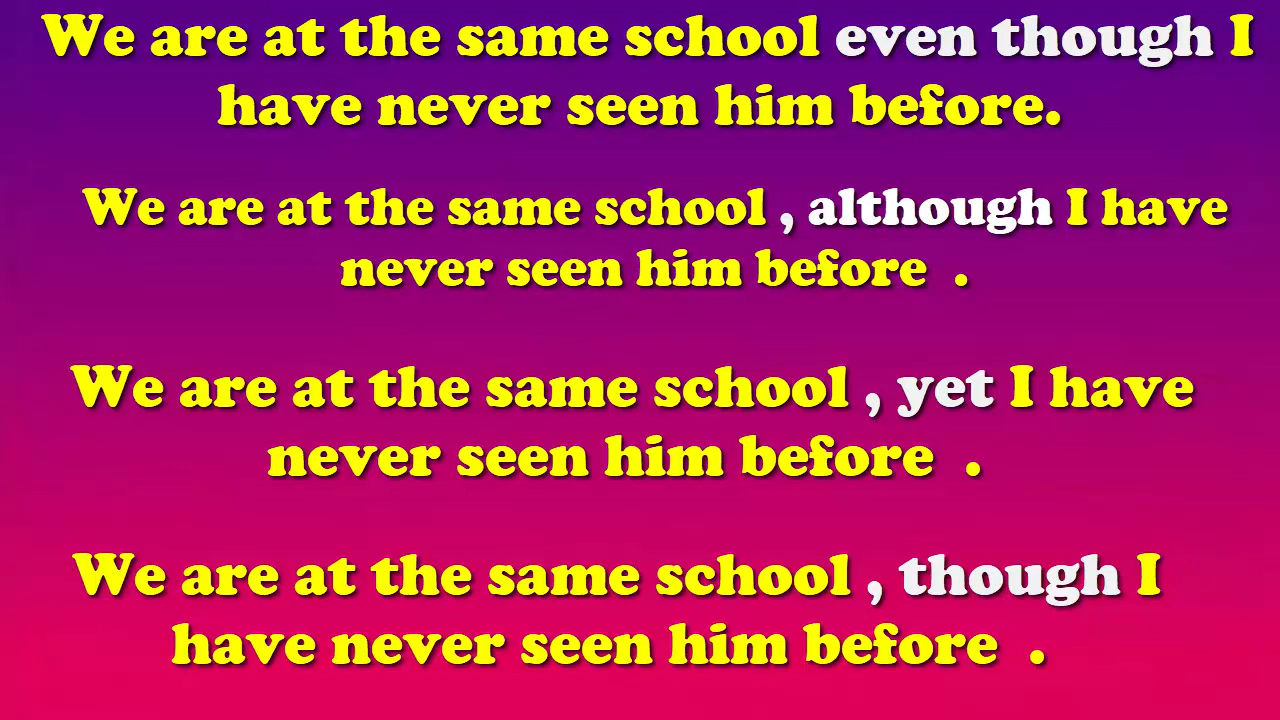 We are at the same school even though I
have never seen him before.
We are at the same school , although I have
never seen him before .
We are at the same school , yet I have
never seen him before .
We are at the same school , though I
have never seen him before .